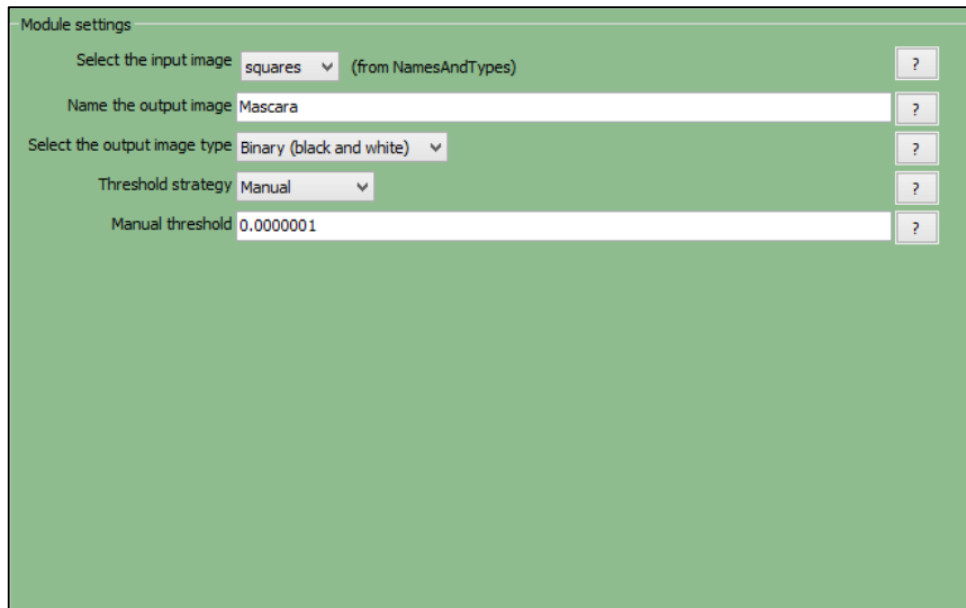 Module settings
Select the input image squares (from NamesAndTypes) ?
Name the output image Mascara ?
Select the output image type Binary (black and white) ?
Threshold strategy Manual ?
Manual threshold 0.0000001 ?